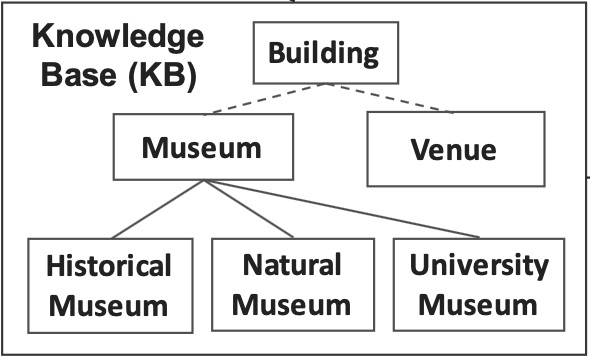 Knowledge
Base (KB)
Building
Museum
Venue
Historical
Museum
Natural
Museum
University
Museum